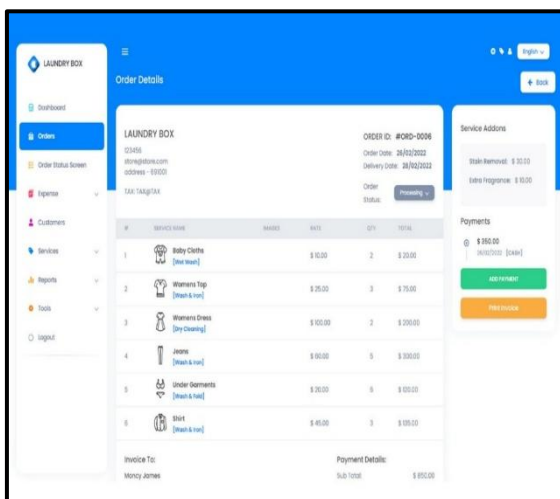 LAUNDRY BOX
English
Order Details
Back
Dashboard
Orders
Order Status Screen
Expense
Customers
Services
Reports
Tools
Logout
LAUNDRY BOX
123456
store@store.com
TAX:
ORDER ID: #ORD-0006
Order Date: 26/02/2022
Delivery Date: 28/02/2022
Order Status:
Processing
# SERVICE NAME RATE QTY TOTAL
1 Baby Cloths $ 10.00 2 $ 20.00
[Wet Wash]
2 Womens Top $ 25.00 3 $ 75.00
[Wash & Iron]
3 Womens Dress $ 100.00 2 $ 200.00
[Dry Cleaning]
4 Jeans 5 $ 300.00
[Wash & Iron]
5 Under Garments $ 20.00 6 $ 120.00
[Wash & Fold]
6 Shirt $ 45.00 3 $ 135.00
[Wash & Iron]
Invoice To:
Payment Details:
Sub Total: $ 850.00
Service Addons
Stain Removal: $ 30.00
Extra Fragrance: $ 10.00
Payments
$ 350.00
[CASH]
ADD PAYMENT
Print Invoice